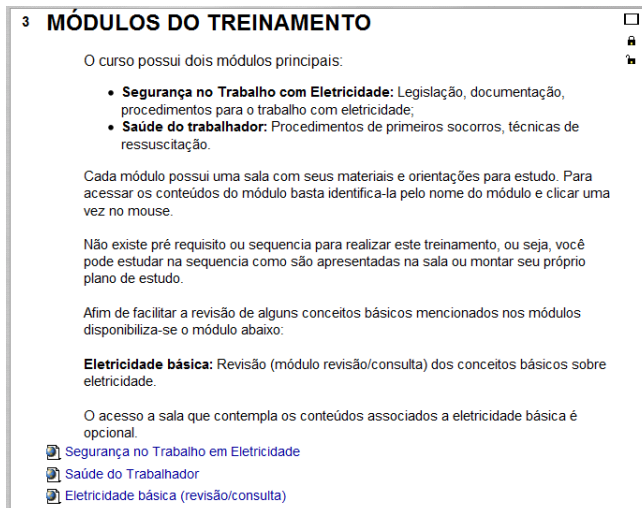 3 MÓDULOS DO TREINAMENTO
O curso possui dois módulos principais:
• Segurança no Trabalho com Eletricidade: Legislação, documentação,
procedimentos para o trabalho com eletricidade;
• Saúde do trabalhador: Procedimentos de primeiros socorros, técnicas de
ressuscitação.
Cada módulo possui uma sala com seus materiais e orientações para estudo. Para
acessar os conteúdos do módulo basta identifica-la pelo nome do módulo e clicar uma
vez no mouse.
Não existe pré requisito ou sequencia para realizar este treinamento, ou seja, você
pode estudar na sequencia como são apresentadas na sala ou montar seu próprio
plano de estudo.
Afim de facilitar a revisão de alguns conceitos básicos mencionados nos módulos
disponibiliza-se o módulo abaixo:
Eletricidade básica: Revisão (módulo revisão/consulta) dos conceitos básicos sobre
eletricidade.
O acesso a sala que contempla os conteúdos associados a eletricidade básica é
opcional.
Segurança no Trabalho em Eletricidade
Saúde do Trabalhador
Eletricidade básica (revisão/consulta)